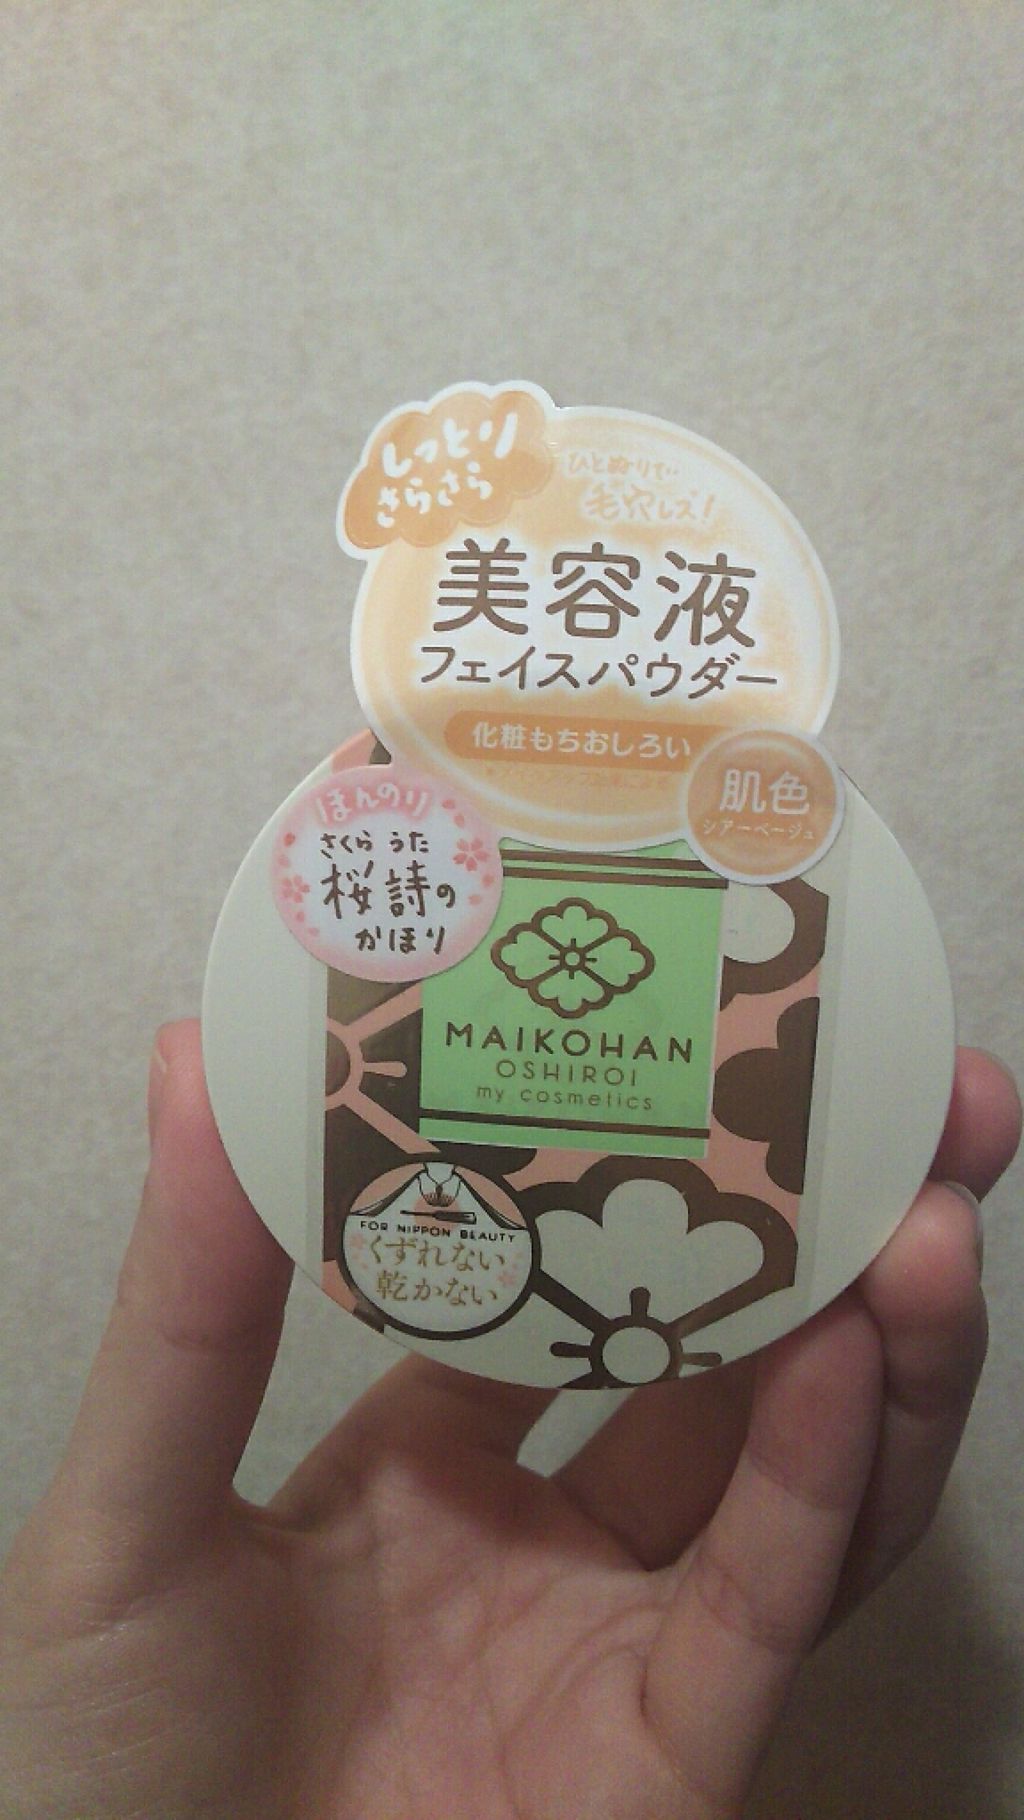 しっとり
さらさら
ひとぬりで…
毛穴レス!
美容液
フェイスパウダー
化粧もちおしろい
肌色
シアーベージュ
ほんのり
さくら うた
桜詩の
かほり
MAIKOHAN
OSHIROI
my cosmetics
FOR NIPPON BEAUTY
くずれない
乾かない